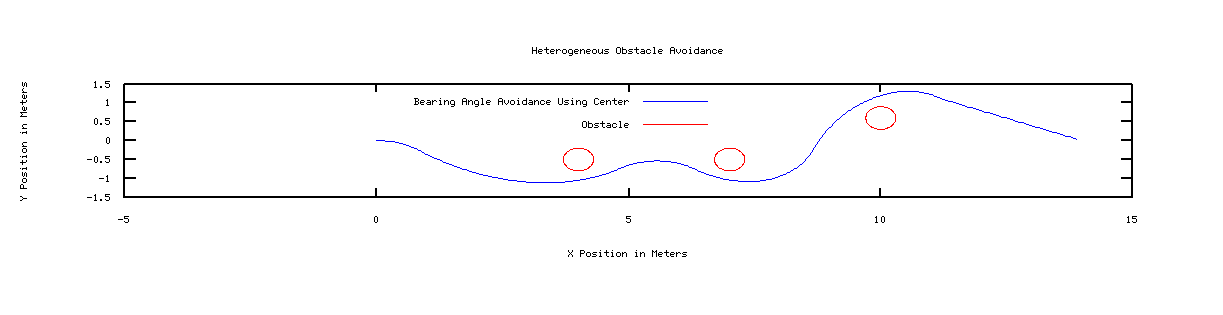 Heterogeneous Obstacle Avoidance
Y Position in Meters
1.5
1
0.5
0
-0.5
-1
-1.5
Bearing Angle Avoidance Using Center
Obstacle
-5 0 5 10 15
X Position in Meters